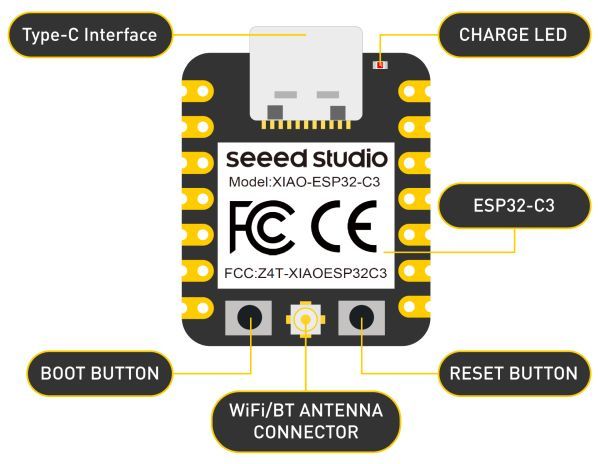 Type-C Interface
CHARGE LED
seeed studio
Model:XIAO-ESP32-C3
FC CE
ESP32-C3
FCC:Z4T-XIAOESP32C3
BOOT BUTTON
RESET BUTTON
WiFi/BT ANTENNA
CONNECTOR